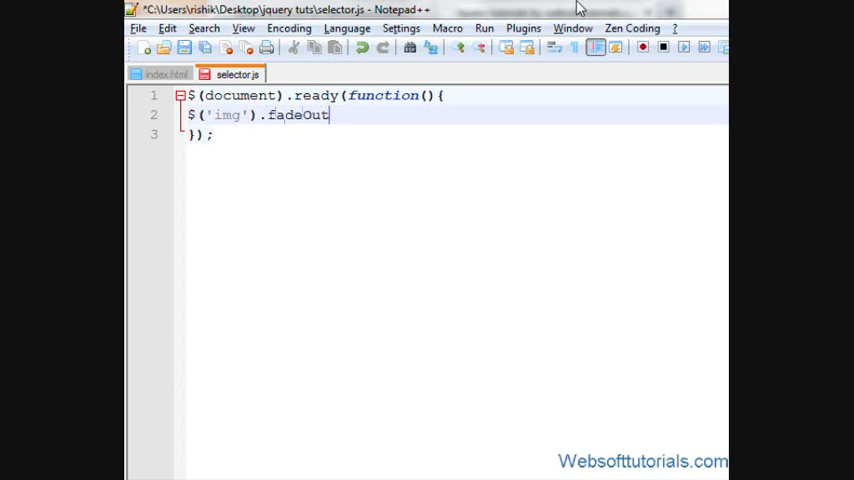 *C:\Users\rishik\Desktop\jquery tuts\selector.js - Notepad++
File Edit Search View Encoding Language Settings Macro Run Plugins Window Zen Coding ?
index.html selector.js
1 $(document).ready(function(){
2 $('img').fadeOut
3 });
Websofttutorials.com